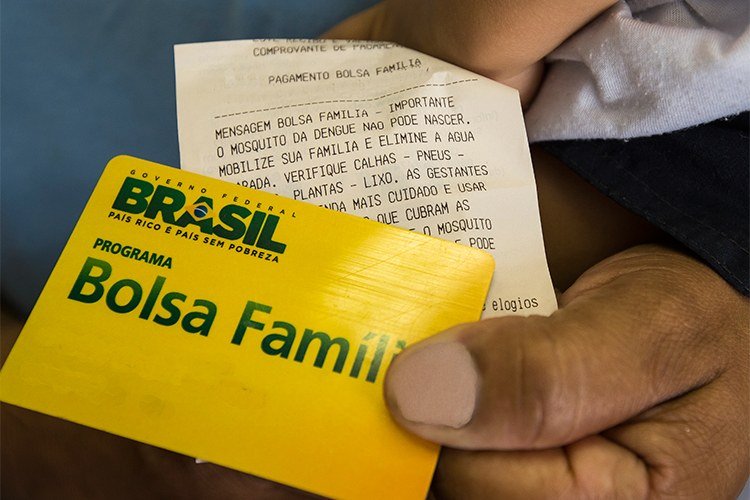 COMPROVANTE DE PAGAMENTO
PAGAMENTO BOLSA FAMILIA
MENSAGEM BOLSA FAMILIA - IMPORTANTE
O MOSQUITO DA DENGUE NAO PODE NASCER.
MOBILIZE SUA FAMILIA E ELIMINE A AGUA
VERIFIQUE CALHAS - PNEUS -
PLANTAS - LIXO. AS GESTANTES
MAIS CUIDADO E USAR
QUE CUBRAM AS
O MOSQUITO
E PODE
elogios
GOVERNO FEDERAL
BRASIL
PAÍS RICO É PAÍS SEM POBREZA
PROGRAMA
Bolsa Famíli